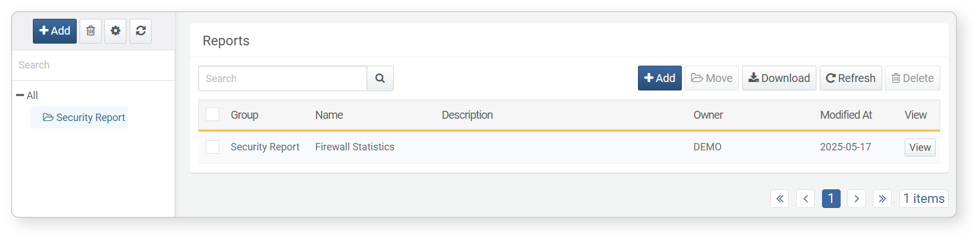 Add
Search
All
Security Report
Reports
Search
Add Move Download Refresh Delete
Group Name Description Owner Modified At View
Security Report Firewall Statistics DEMO 2025-05-17 View
« ‹ 1 › » 1 items